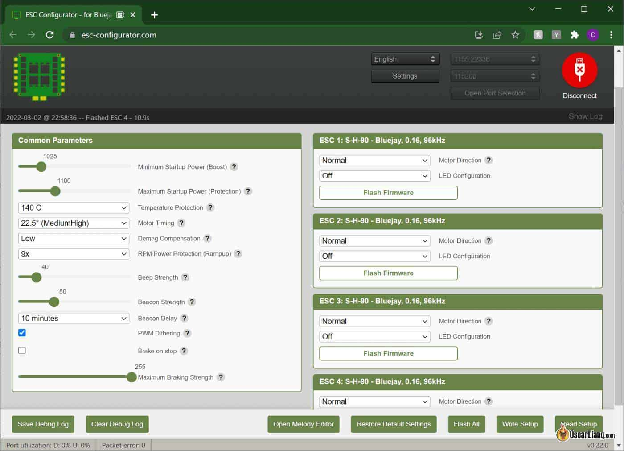 ESC Configurator - for Blueja
esc-configurator.com
English
Settings
Open Port Selection
Disconnect
2022-03-02 @ 22:58:36 -- Flashed ESC 4 - 10.9s
Show Log
Common Parameters
1025
Minimum Startup Power (Boost) ?
1100
Maximum Startup Power (Protection) ?
140 C Temperature Protection ?
22.5° (MediumHigh) Motor Timing ?
Low Demag Compensation ?
9x RPM Power Protection (Rampup) ?
40
Beep Strength ?
80
Beacon Strength ?
10 minutes Beacon Delay ?
PWM Dithering ?
Brake on stop ?
255
Maximum Braking Strength ?
ESC 1: S-H-90 - Bluejay, 0.16, 96kHz
Normal Motor Direction ?
Off LED Configuration
Flash Firmware
ESC 2: S-H-90 - Bluejay, 0.16, 96kHz
Normal Motor Direction ?
Off LED Configuration
Flash Firmware
ESC 3: S-H-90 - Bluejay, 0.16, 96kHz
Normal Motor Direction ?
Off LED Configuration
Flash Firmware
ESC 4: S-H-90 - Bluejay, 0.16, 96kHz
Normal Motor Direction ?
Save Debug Log Clear Debug Log Open Melody Editor Restore Default Settings Flash All Write Setup Read Setup
Port utilization: D: 0% U: 0% Packet error: 0 v0.22.0